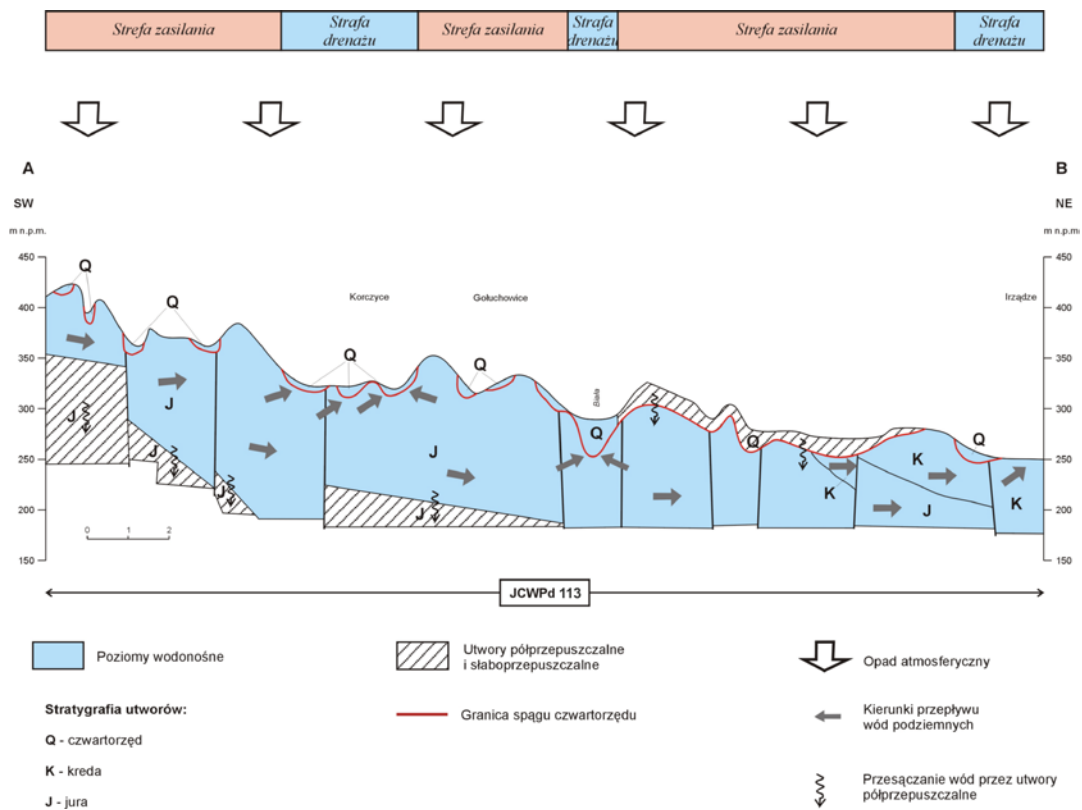 Strefa zasilania
Strafa
drenażu
Strefa zasilania
Strafa
drenażu
Strefa zasilania
Strafa
drenażu
A
B
SW
NE
m n.p.m.
m n.p.m
450
450
Q
400
Q
Korczyce
Gołuchowice
Irządze
400
350
Q
Q
350
300
J
J
Biała
300
J
Q
Q
Q
250
J
K
250
200
J
J
K
J
K
200
0
1
2
150
150
JCWPd 113
Poziomy wodonośne
Utwory półprzepuszczalne
i słaboprzepuszczalne
Opad atmosferyczny
Stratygrafia utworów:
Granica spągu czwartorzędu
Kierunki przepływu
wód podziemnych
Q - czwartorzęd
K - kreda
Przesączanie wód przez utwory
półprzepuszczalne
J - jura